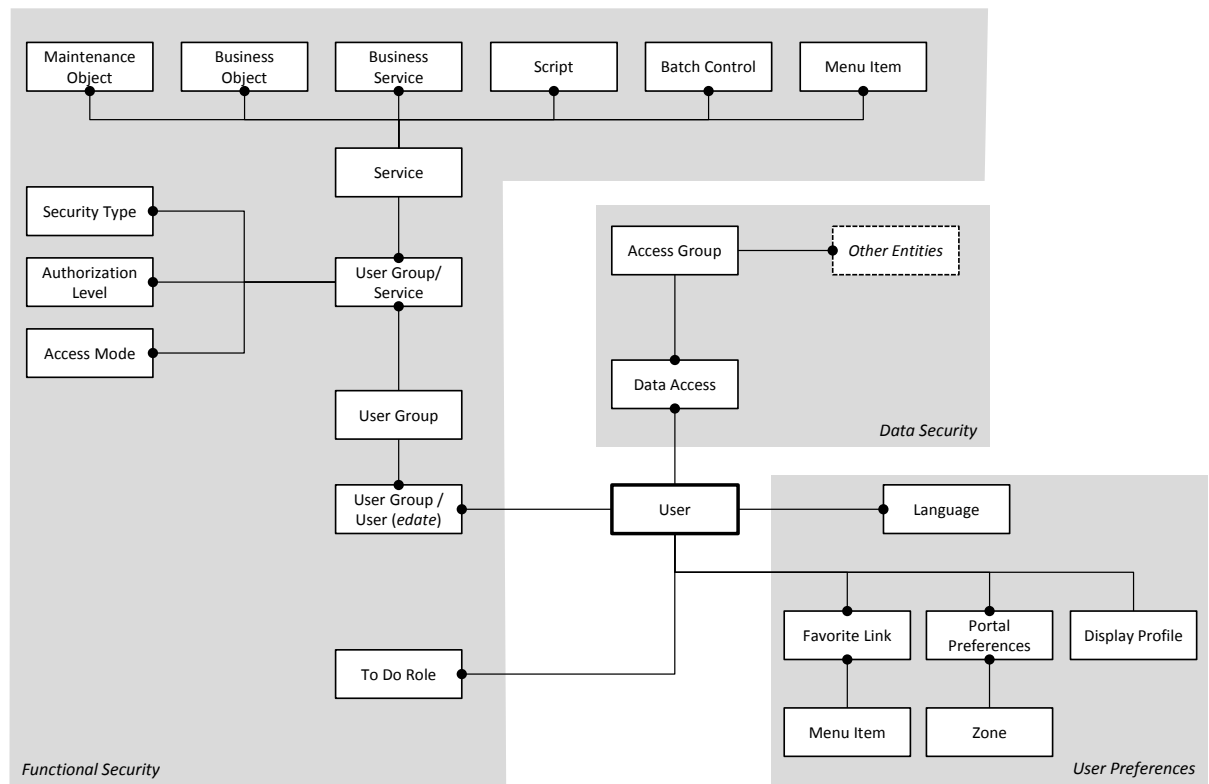 Maintenance
Object
Business
Object
Business
Service
Script
Batch Control
Menu Item
Service
Security Type
Authorization
Level
Access Mode
User Group/
Service
User Group
User Group /
User (edate)
To Do Role
Functional Security
Access Group
Other Entities
Data Access
Data Security
User
Language
Favorite Link
Portal
Preferences
Display Profile
Menu Item
Zone
User Preferences